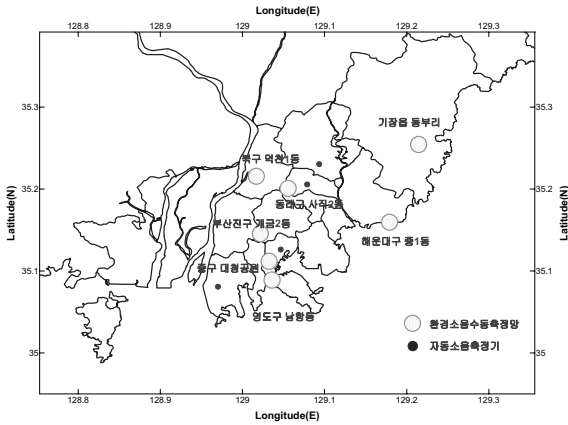 Longitude(E)
128.8 128.9 129 129.1 129.2 129.3
35.3 35.3
기장읍 동부리
북구 덕천1동
35.2 35.2
동래구 사직2동
부산진구 개금2동
해운대구 중1동
중구 대청공원
35.1 35.1
영도구 남항동
환경소음수동측정망
자동소음측정기
35 35
128.8 128.9 129 129.1 129.2 129.3
Longitude(E)
Latitude(N)
Latitude(N)